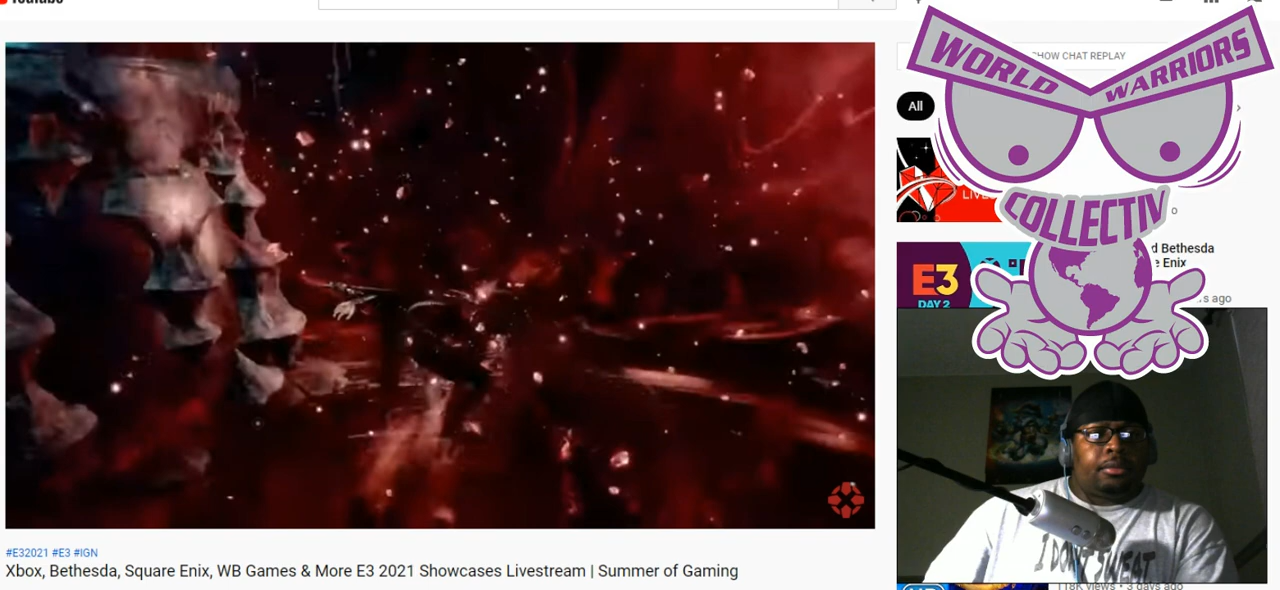 SHOW CHAT REPLAY
WORLD WARRIORS
All
COLLECTIV
LIVE
d Bethesda
e Enix
E3
DAY 2
s ago
I DON'T SWEAT
#E32021 #E3 #IGN
Xbox, Bethesda, Square Enix, WB Games & More E3 2021 Showcases Livestream | Summer of Gaming
118K views • 3 days ago